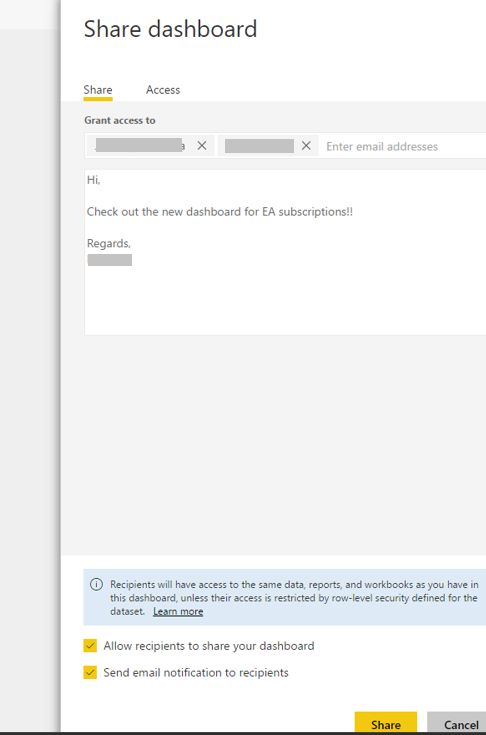 Share dashboard
Share Access
Grant access to
Enter email addresses
Hi,
Check out the new dashboard for EA subscriptions!!
Regards,
Recipients will have access to the same data, reports, and workbooks as you have in
this dashboard, unless their access is restricted by row-level security defined for the
dataset. Learn more
Allow recipients to share your dashboard
Send email notification to recipients
Share Cancel